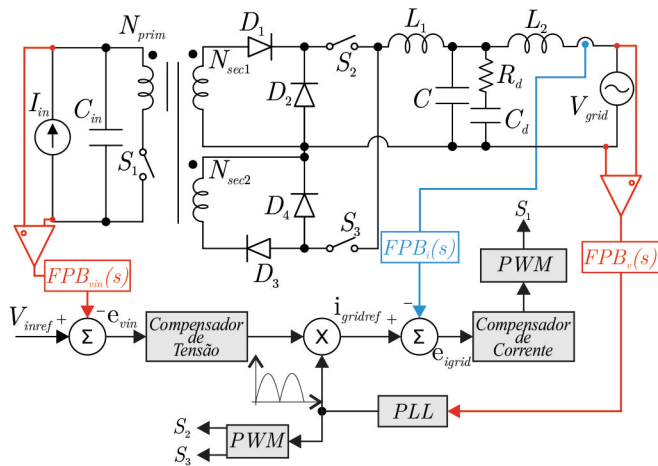 N_prim
D_1
L_1
L_2
S_2
N_sec1
R_d
I_in
C_in
D_2
C
C_d
V_grid
S_1
N_sec2
D_4
S_3
S_1
D_3
FPB_vin(s)
FPB_i(s)
PWM
FPB_v(s)
V_inref
+
−
e_vin
Compensador
de
Tensão
i_gridref
+
−
Compensador
de
Corrente
Σ
X
Σ
e_igrid
S_2
PWM
PLL
S_3